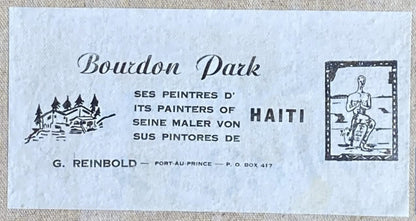 Bourdon Park
SES PEINTRES D'
ITS PAINTERS OF
SEINE MALER VON
SUS PINTORES DE
HAITI
G. REINBOLD — PORT-AU-PRINCE — P. O. BOX 417